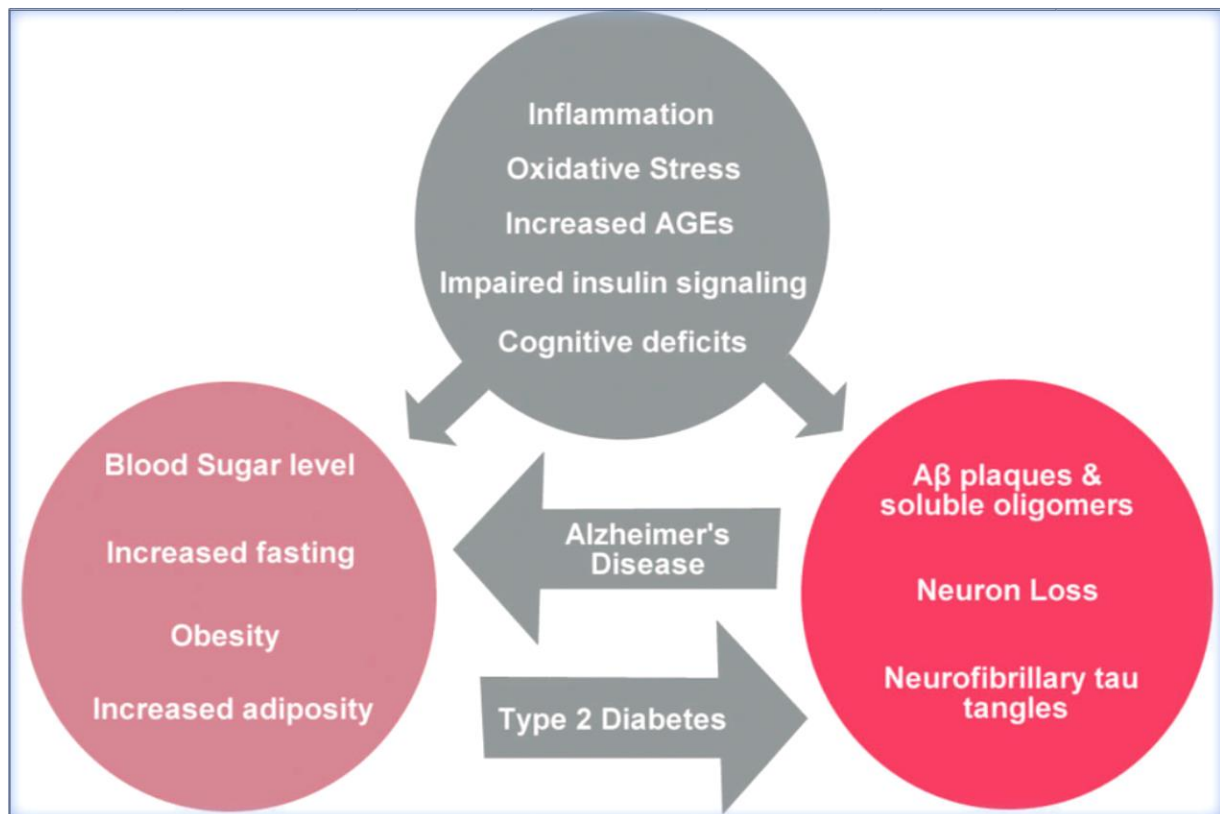 Inflammation
Oxidative Stress
Increased AGEs
Impaired insulin signaling
Cognitive deficits
Blood Sugar level
Increased fasting
Obesity
Increased adiposity
Alzheimer's
Disease
Type 2 Diabetes
Aβ plaques &
soluble oligomers
Neuron Loss
Neurofibrillary tau
tangles